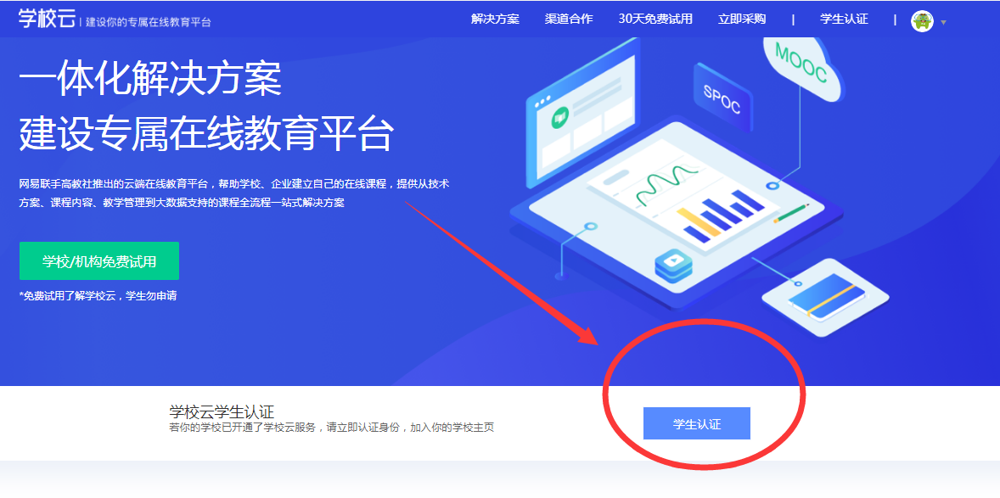 学校云 | 建设你的专属在线教育平台
解决方案 渠道合作 30天免费试用 立即采购 | 学生认证 |
一体化解决方案
建设专属在线教育平台
MOOC
SPOC
网易联手高教社推出的云端在线教育平台，帮助学校、企业建立自己的在线课程，提供从技术
方案、课程内容、教学管理到大数据支持的课程全流程一站式解决方案
学校/机构免费试用
*免费试用了解学校云，学生勿申请
学校云学生认证
若你的学校已开通了学校云服务，请立即认证身份，加入你的学校主页
学生认证